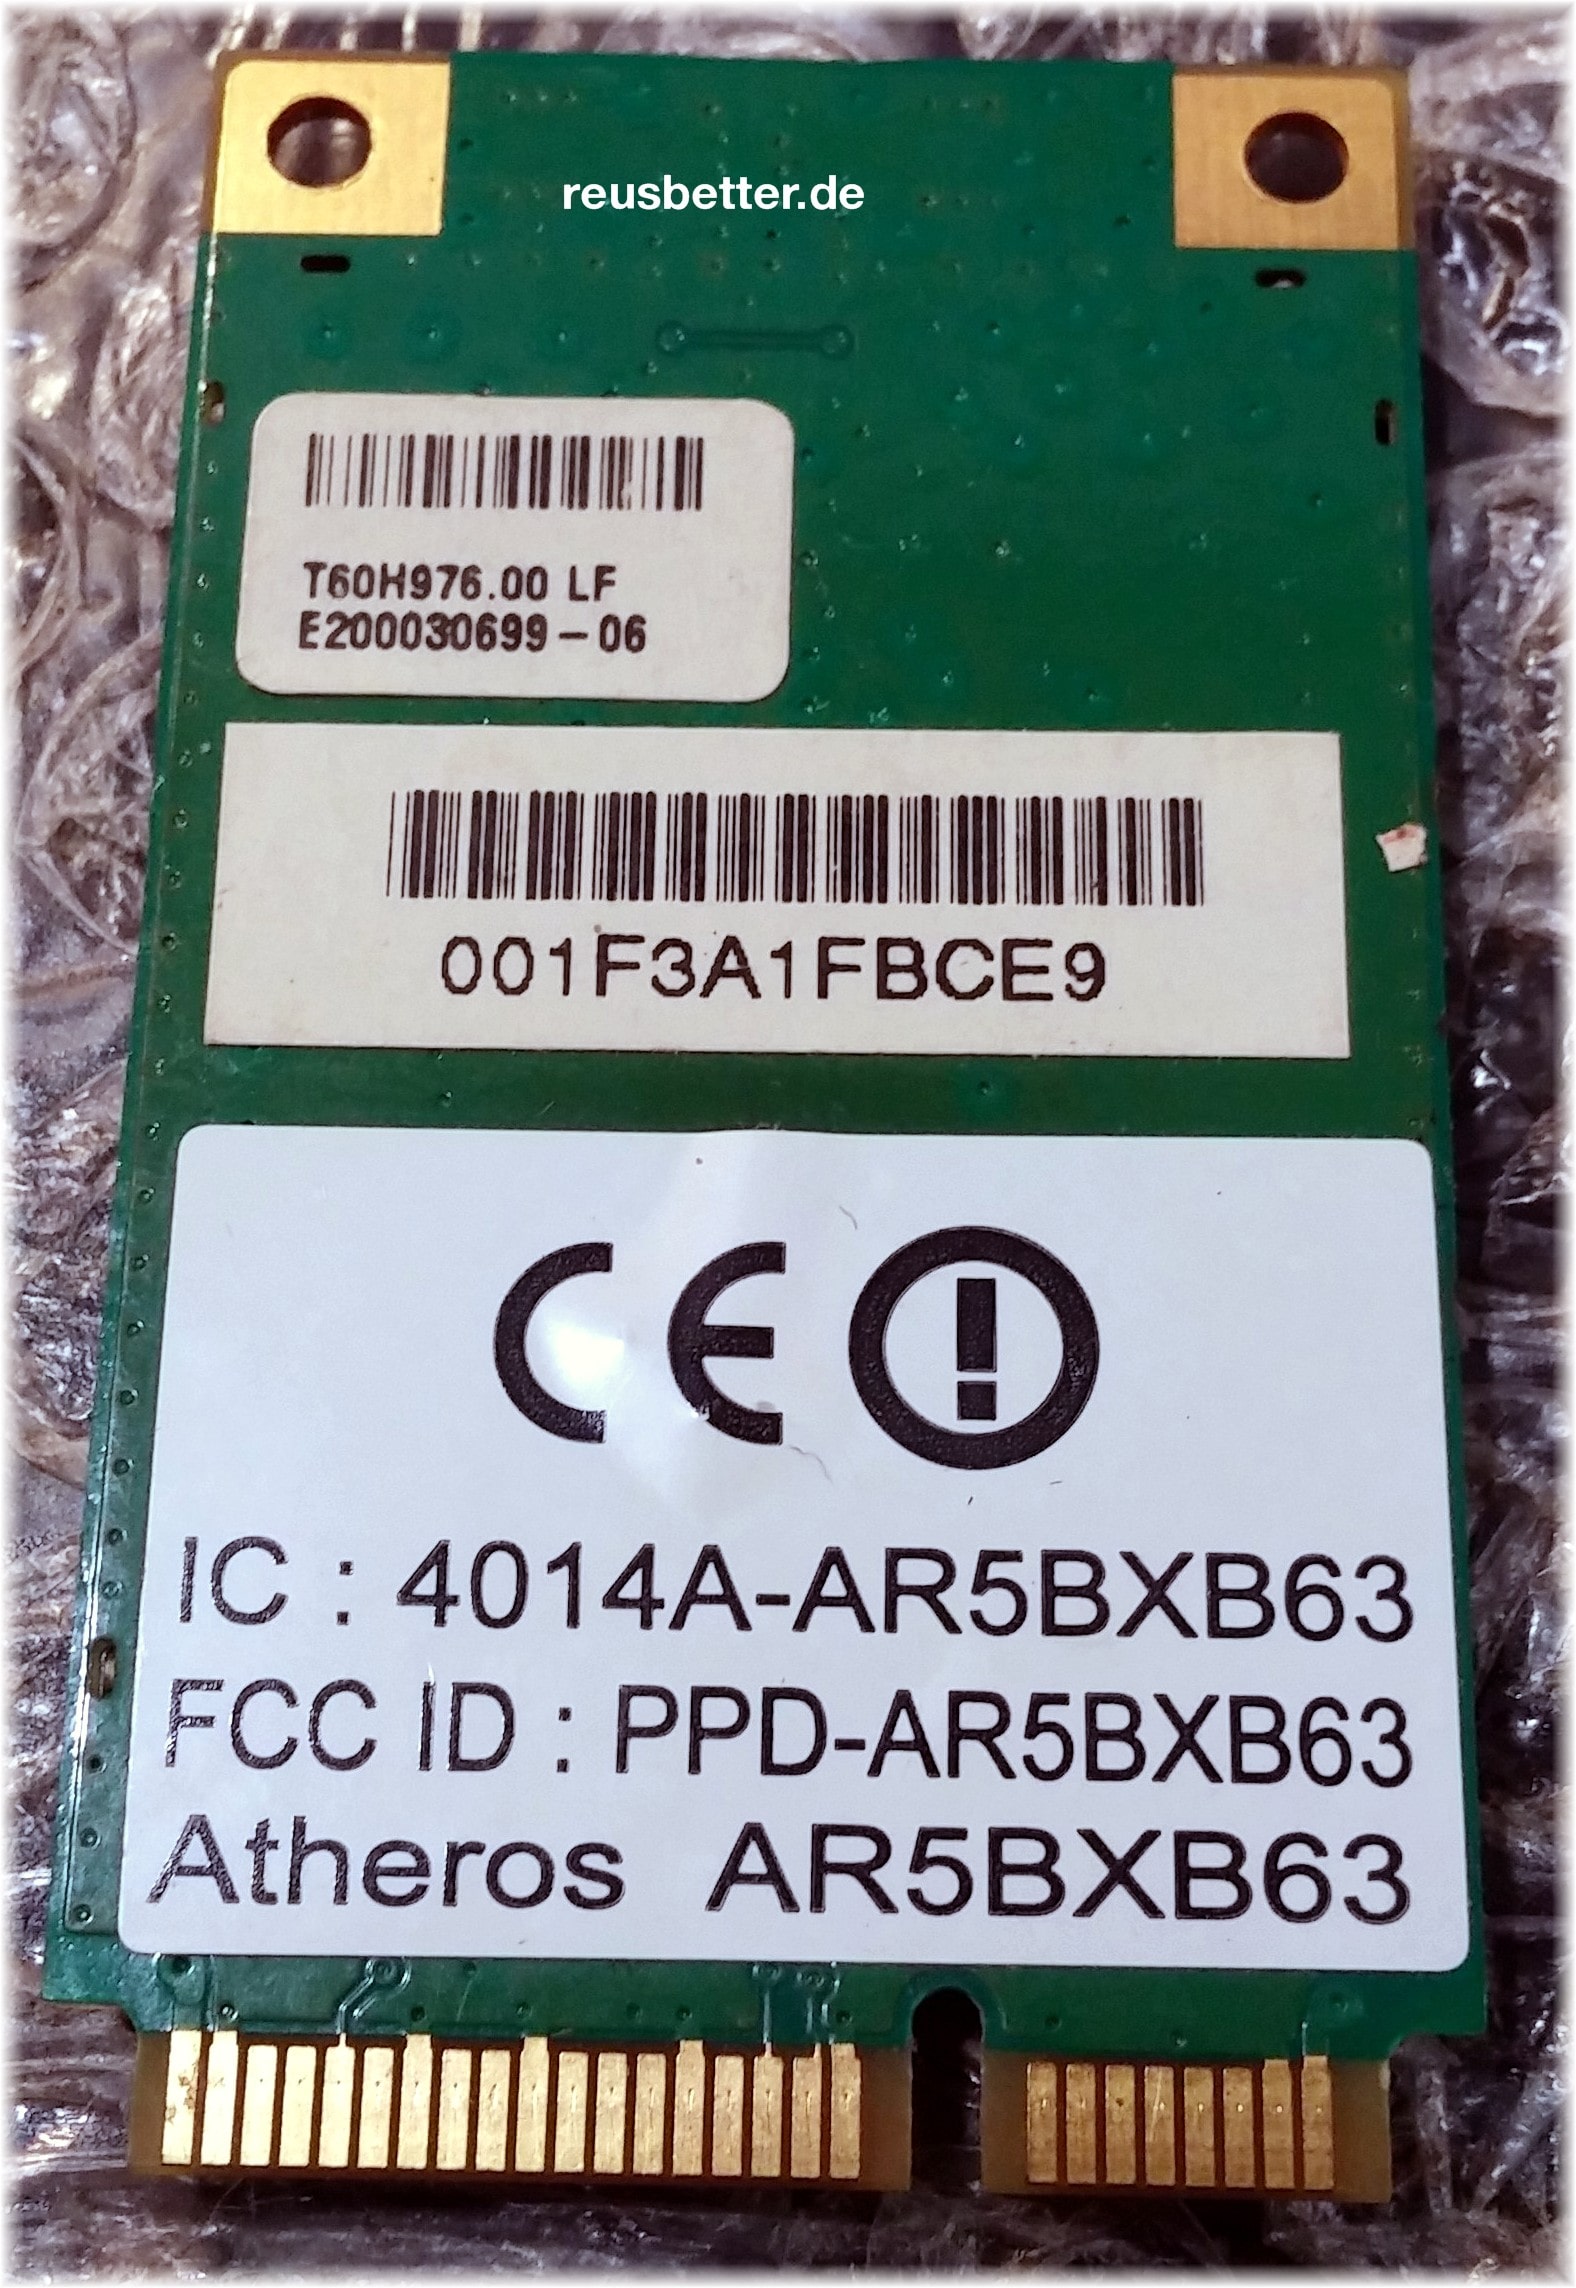 reusbetter.de
T60H976.00 LF
E200030699-06
001F3A1FBCE9
CE
IC : 4014A-AR5BXB63
FCC ID : PPD-AR5BXB63
Atheros AR5BXB63